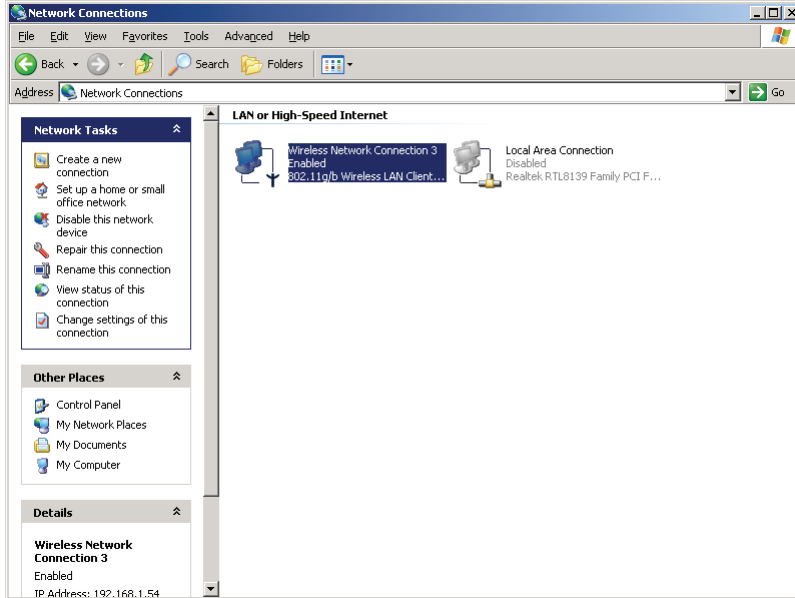 Network Connections
File Edit View Favorites Tools Advanced Help
Back Search Folders
Address Network Connections Go
Network Tasks
Create a new
connection
Set up a home or small
office network
Disable this network
device
Repair this connection
Rename this connection
View status of this
connection
Change settings of this
connection
Other Places
Control Panel
My Network Places
My Documents
My Computer
Details
Wireless Network
Connection 3
Enabled
IP Address: 192.168.1.54
LAN or High-Speed Internet
Wireless Network Connection 3
Enabled
802.11g/b Wireless LAN Client...
Local Area Connection
Disabled
Realtek RTL8139 Family PCI F...